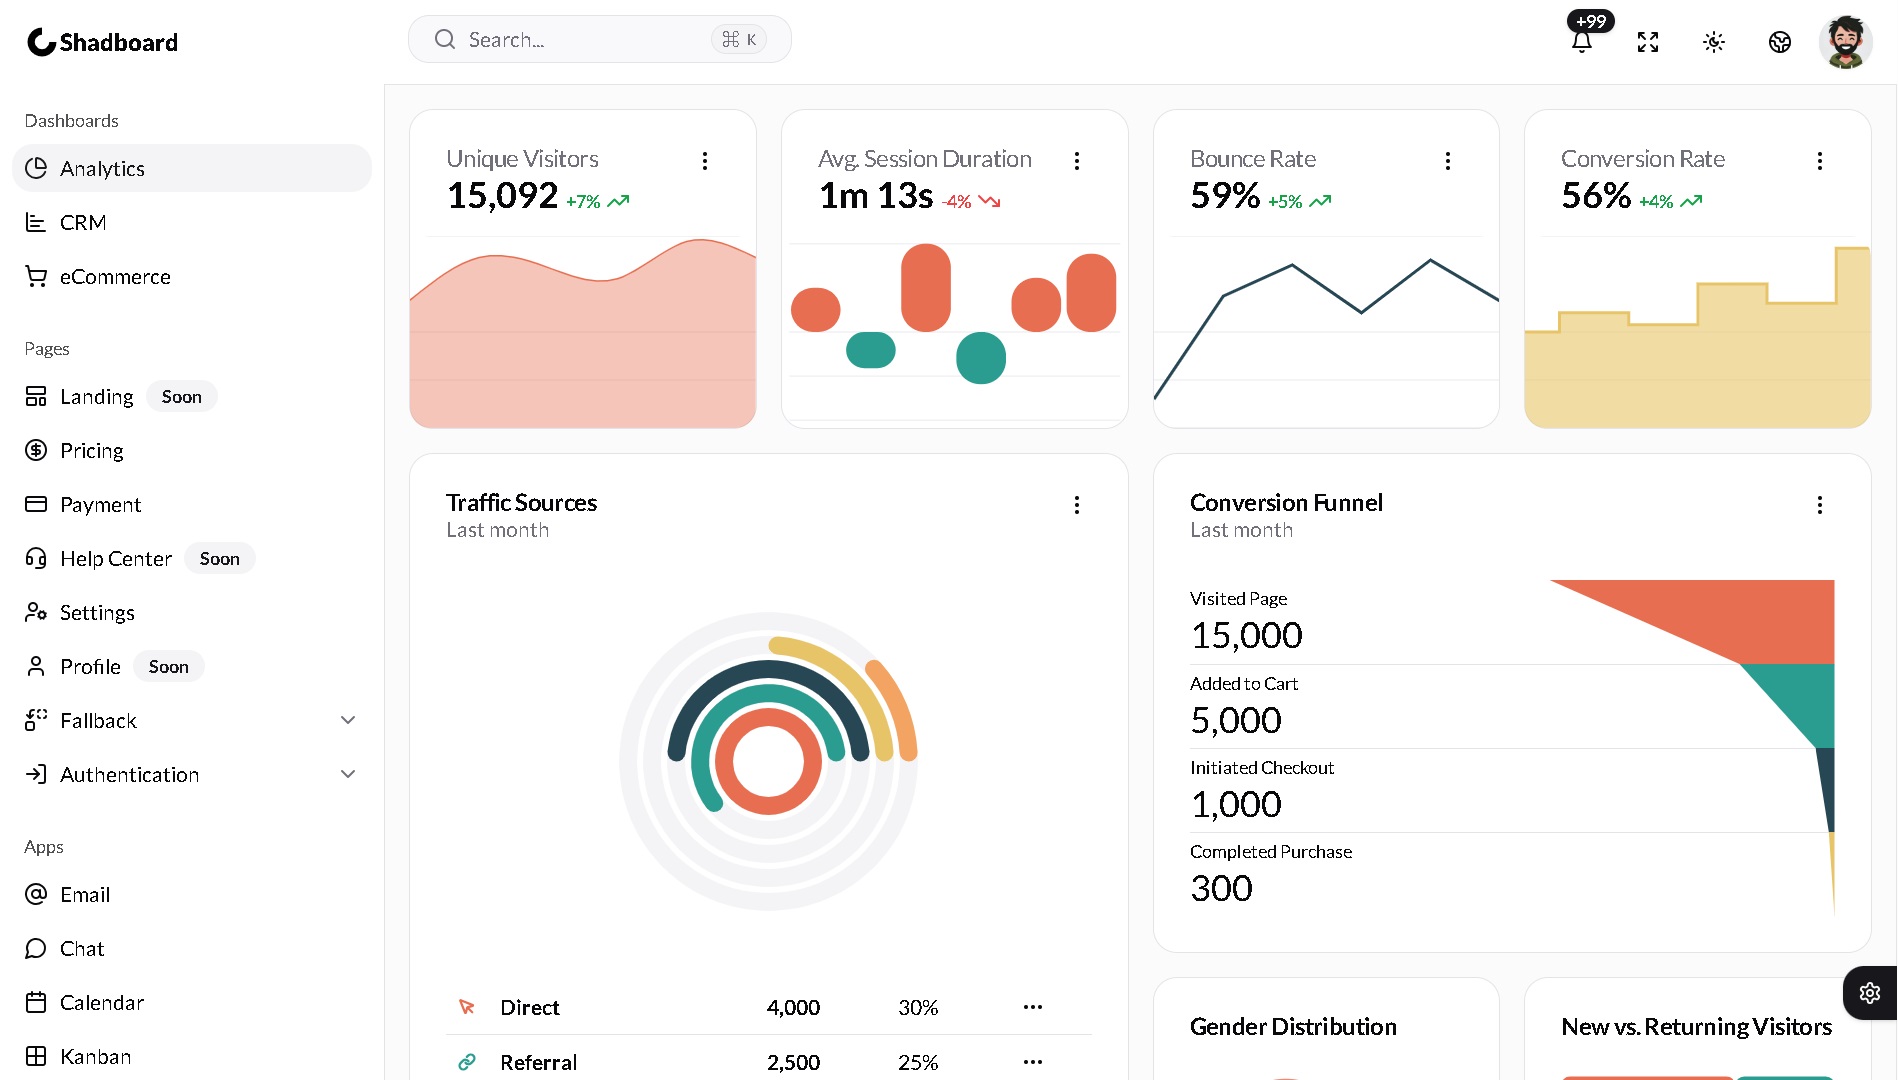 Shadboard
Search...
⌘ K
+99
Dashboards
Analytics
CRM
eCommerce
Pages
Landing Soon
Pricing
Payment
Help Center Soon
Settings
Profile Soon
Fallback
Authentication
Apps
Email
Chat
Calendar
Kanban
Unique Visitors
15,092 +7%
Avg. Session Duration
1m 13s -4%
Bounce Rate
59% +5%
Conversion Rate
56% +4%
Traffic Sources
Last month
Direct 4,000 30%
Referral 2,500 25%
Conversion Funnel
Last month
Visited Page
15,000
Added to Cart
5,000
Initiated Checkout
1,000
Completed Purchase
300
Gender Distribution
New vs. Returning Visitors